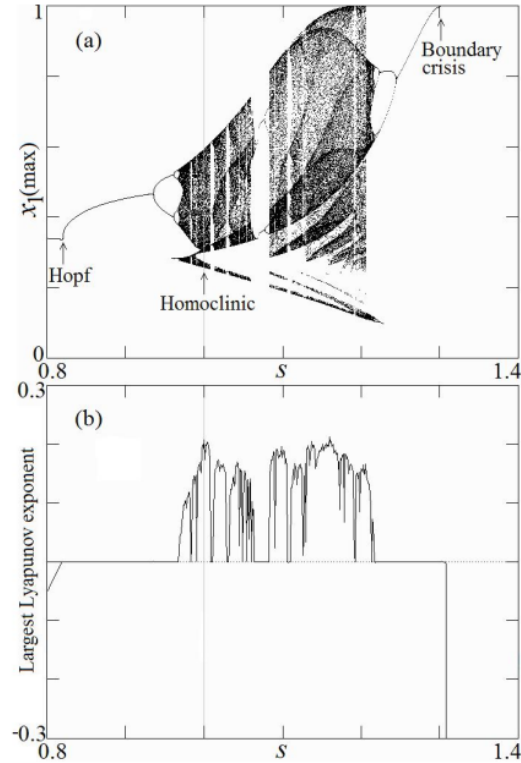 1
(a)
Boundary
crisis
x1(max)
Hopf
Homoclinic
0
0.8
s
1.4
0.3
(b)
Largest Lyapunov exponent
-0.3
0.8
s
1.4